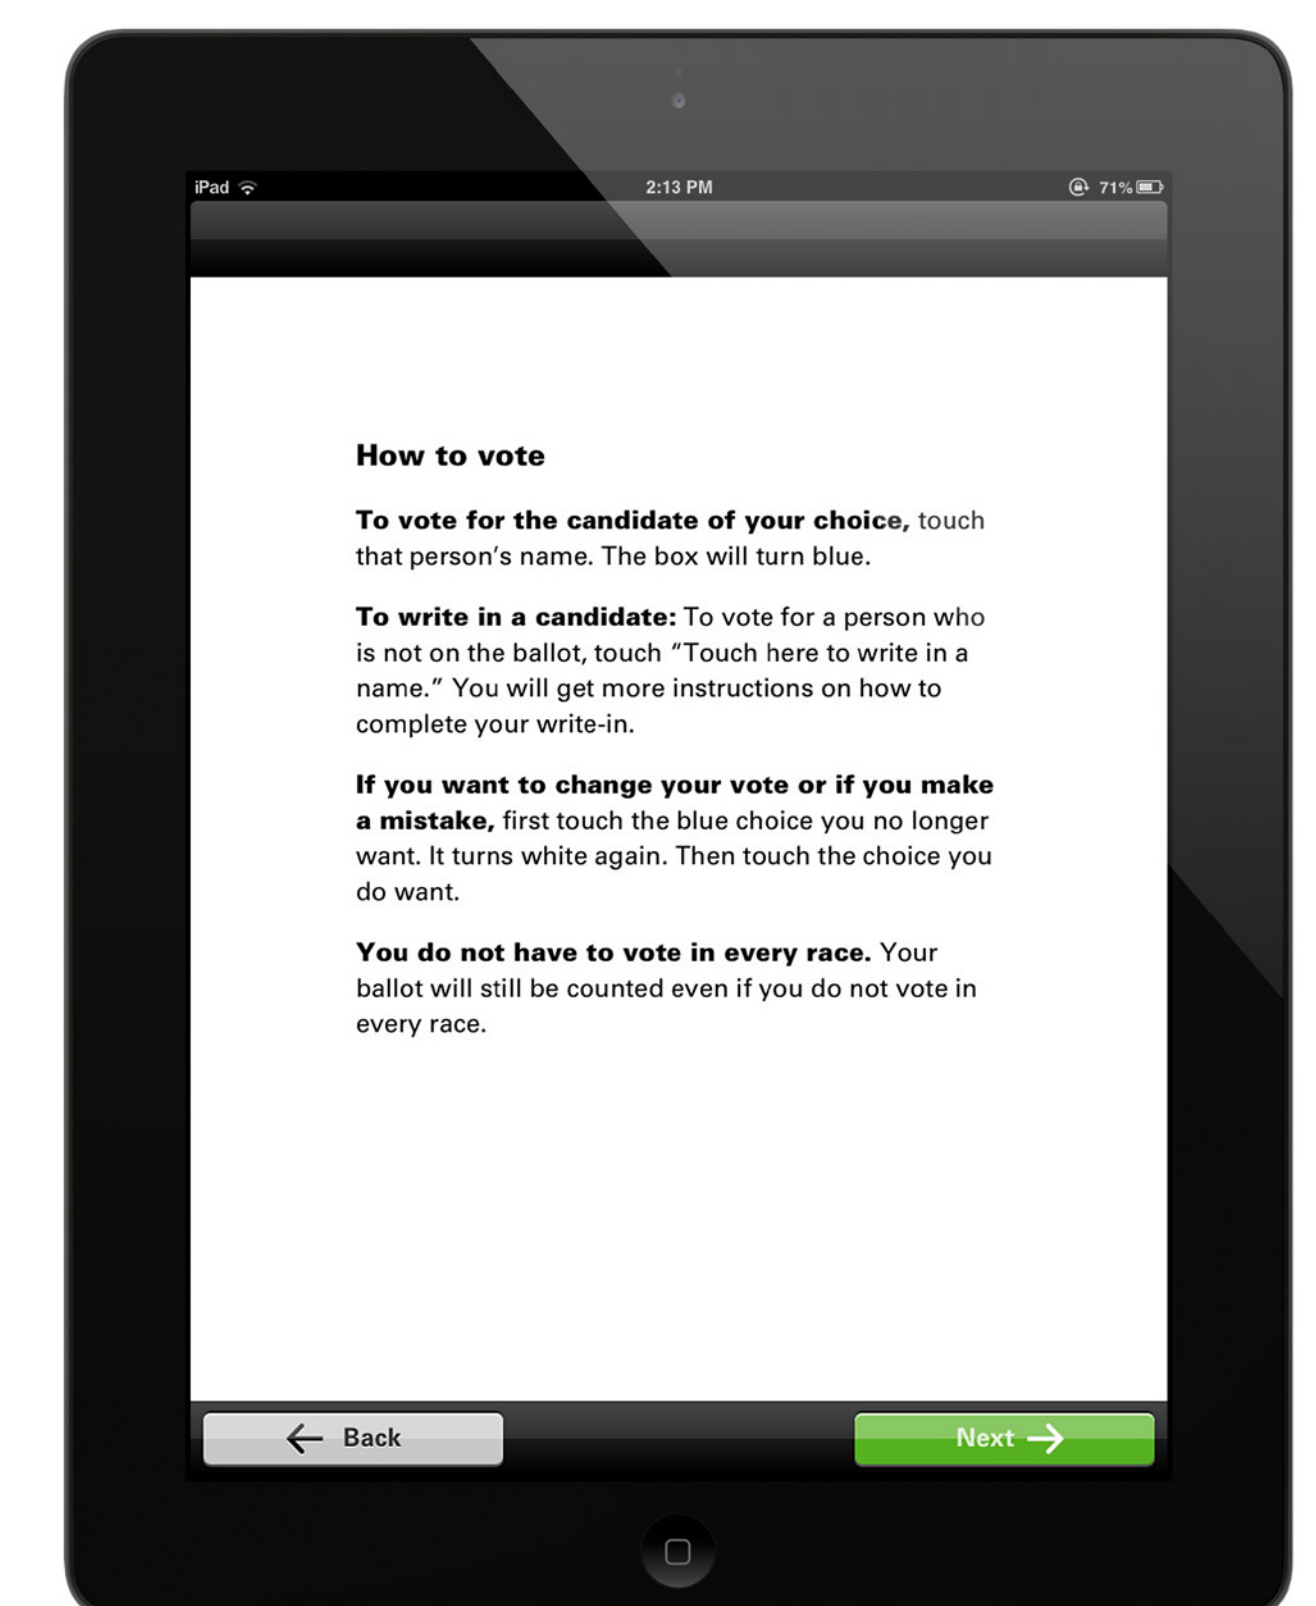 iPad 2:13 PM 71%
How to vote
To vote for the candidate of your choice, touch
that person's name. The box will turn blue.
To write in a candidate: To vote for a person who
is not on the ballot, touch "Touch here to write in a
name." You will get more instructions on how to
complete your write-in.
If you want to change your vote or if you make
a mistake, first touch the blue choice you no longer
want. It turns white again. Then touch the choice you
do want.
You do not have to vote in every race. Your
ballot will still be counted even if you do not vote in
every race.
← Back Next →